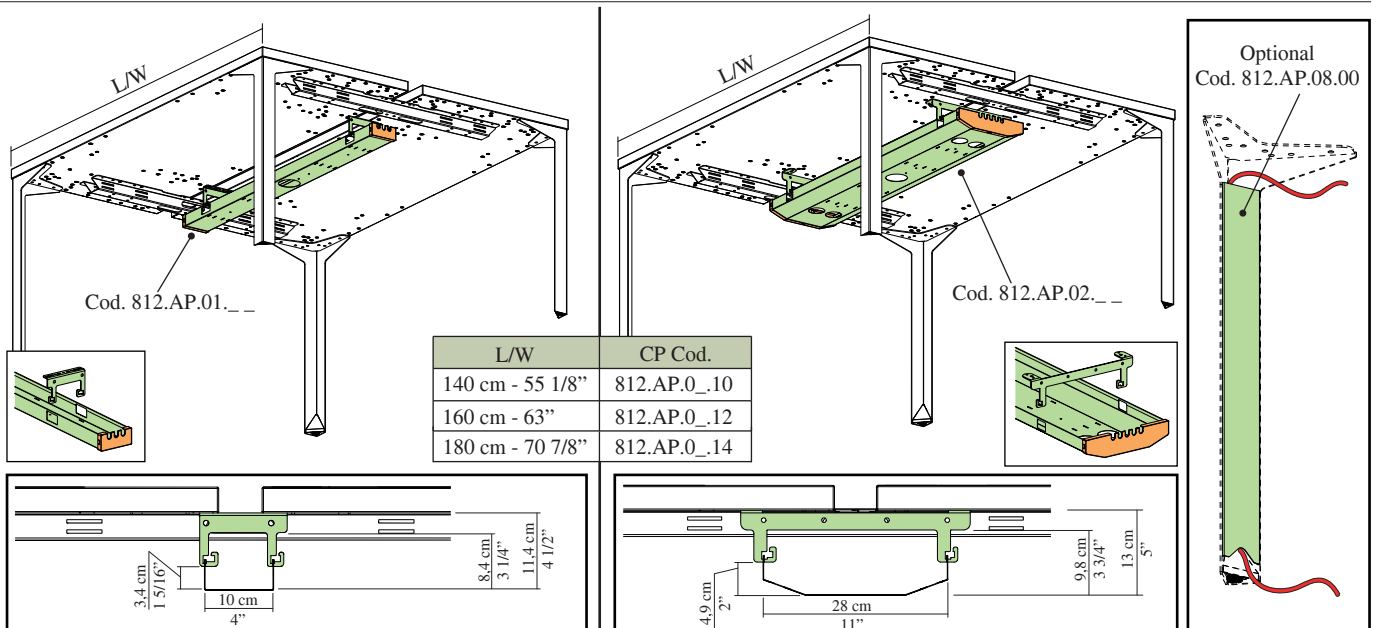 L/W
Cod. 812.AP.01._ _
L/W
Cod. 812.AP.02._ _
Optional
Cod. 812.AP.08.00
L/W CP Cod.
140 cm - 55 1/8” 812.AP.0_.10
160 cm - 63” 812.AP.0_.12
180 cm - 70 7/8” 812.AP.0_.14
3,4 cm
1 5/16”
10 cm
4”
8,4 cm
3 1/4”
11,4 cm
4 1/2”
4,9 cm
2”
28 cm
11”
9,8 cm
3 3/4”
13 cm
5”